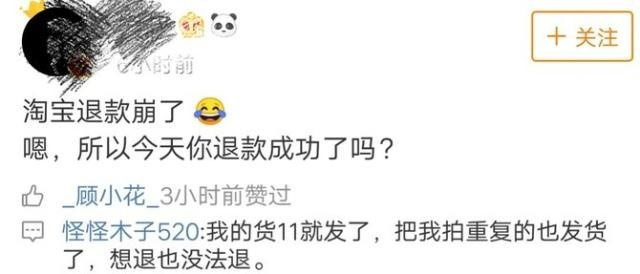 + 关注
6小时前
淘宝退款崩了 😂
嗯，所以今天你退款成功了吗？
_顾小花_3小时前赞过
怪怪木子520:我的货11就发了，把我拍重复的也发货
了，想退也没法退。